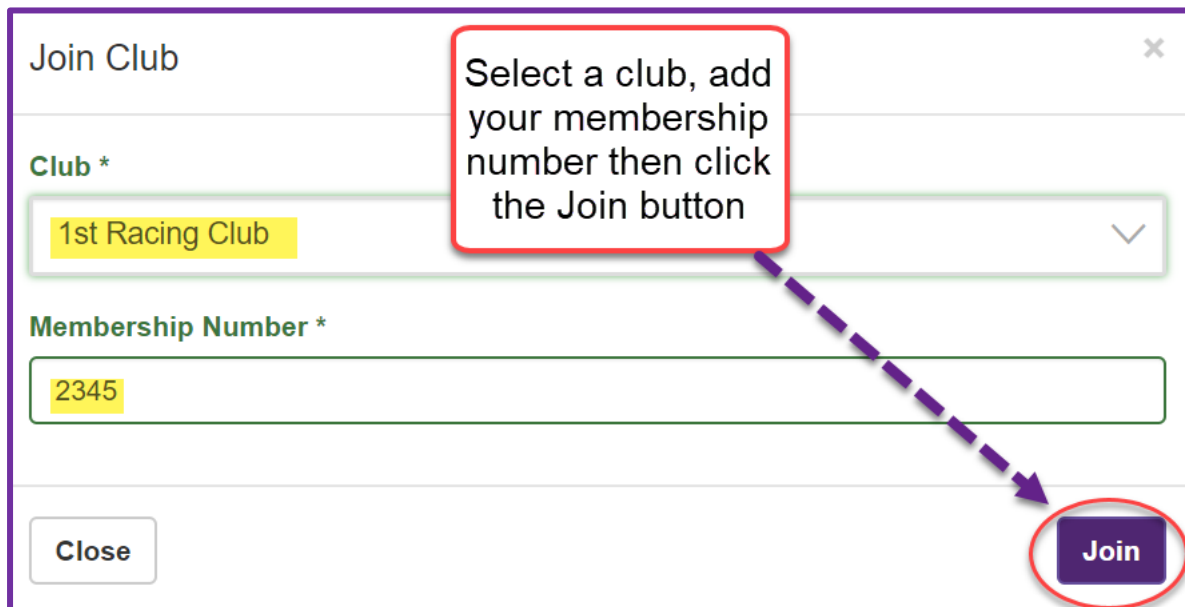 Join Club
×
Select a club, add
your membership
number then click
the Join button
Club *
1st Racing Club
Membership Number *
2345
Close
Join